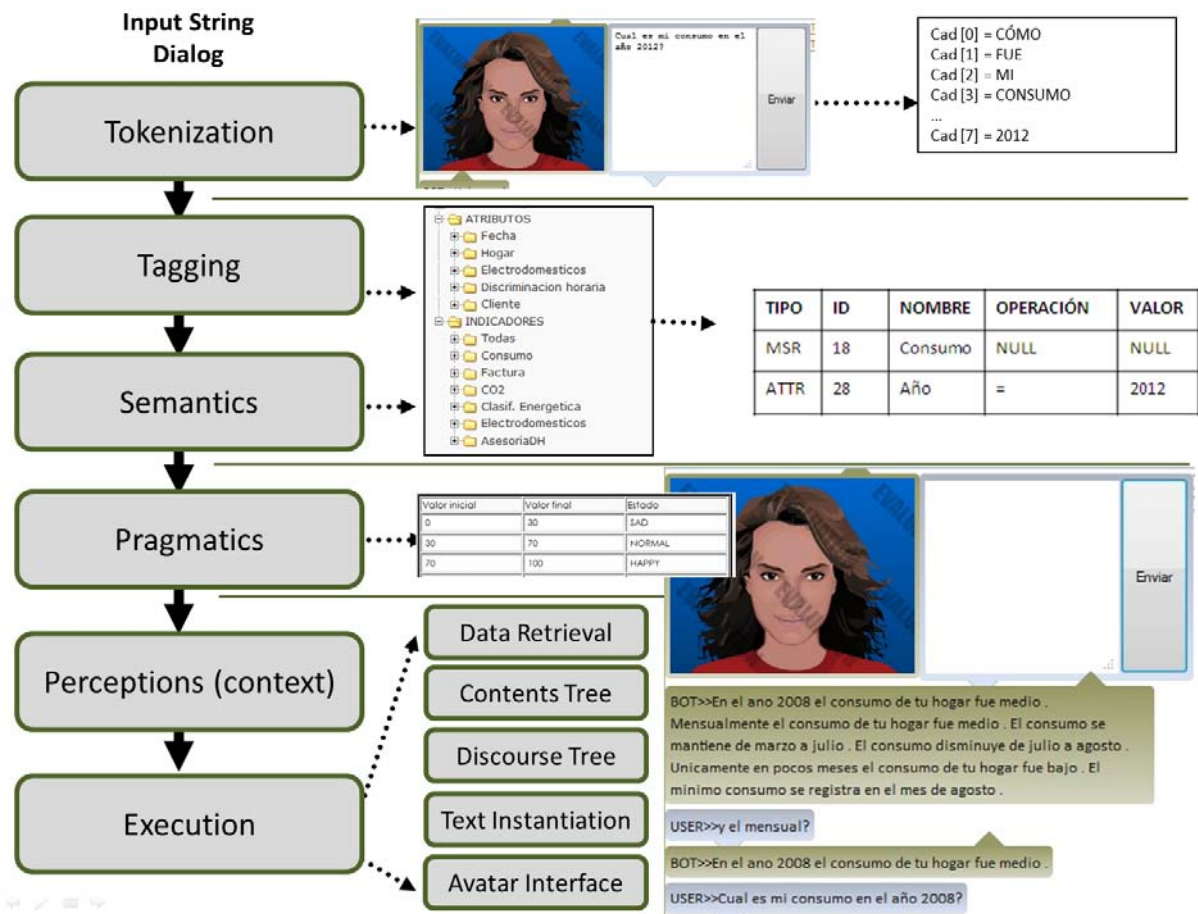 Input String
Dialog
Tokenization
Cual es mi consumo en el
año 2012?
Enviar
Cad [0] = CÓMO
Cad [1] = FUE
Cad [2] = MI
Cad [3] = CONSUMO
...
Cad [7] = 2012
Tagging
Semantics
ATRIBUTOS
Fecha
Hogar
Electrodomesticos
Discriminacion horaria
Cliente
INDICADORES
Todas
Consumo
Factura
CO2
Clasif. Energetica
Electrodomesticos
AsesoriaDH
TIPO ID NOMBRE OPERACIÓN VALOR
MSR 18 Consumo NULL NULL
ATTR 28 Año = 2012
Pragmatics
Valor inicial Valor final Estado
0 30 SAD
30 70 NORMAL
70 100 HAPPY
Enviar
Perceptions (context)
Execution
Data Retrieval
Contents Tree
Discourse Tree
Text Instantiation
Avatar Interface
BOT>>En el ano 2008 el consumo de tu hogar fue medio .
Mensualmente el consumo de tu hogar fue medio . El consumo se
mantiene de marzo a julio . El consumo disminuye de julio a agosto .
Unicamente en pocos meses el consumo de tu hogar fue bajo . El
minimo consumo se registra en el mes de agosto .
USER>>y el mensual?
BOT>>En el ano 2008 el consumo de tu hogar fue medio .
USER>>Cual es mi consumo en el año 2008?